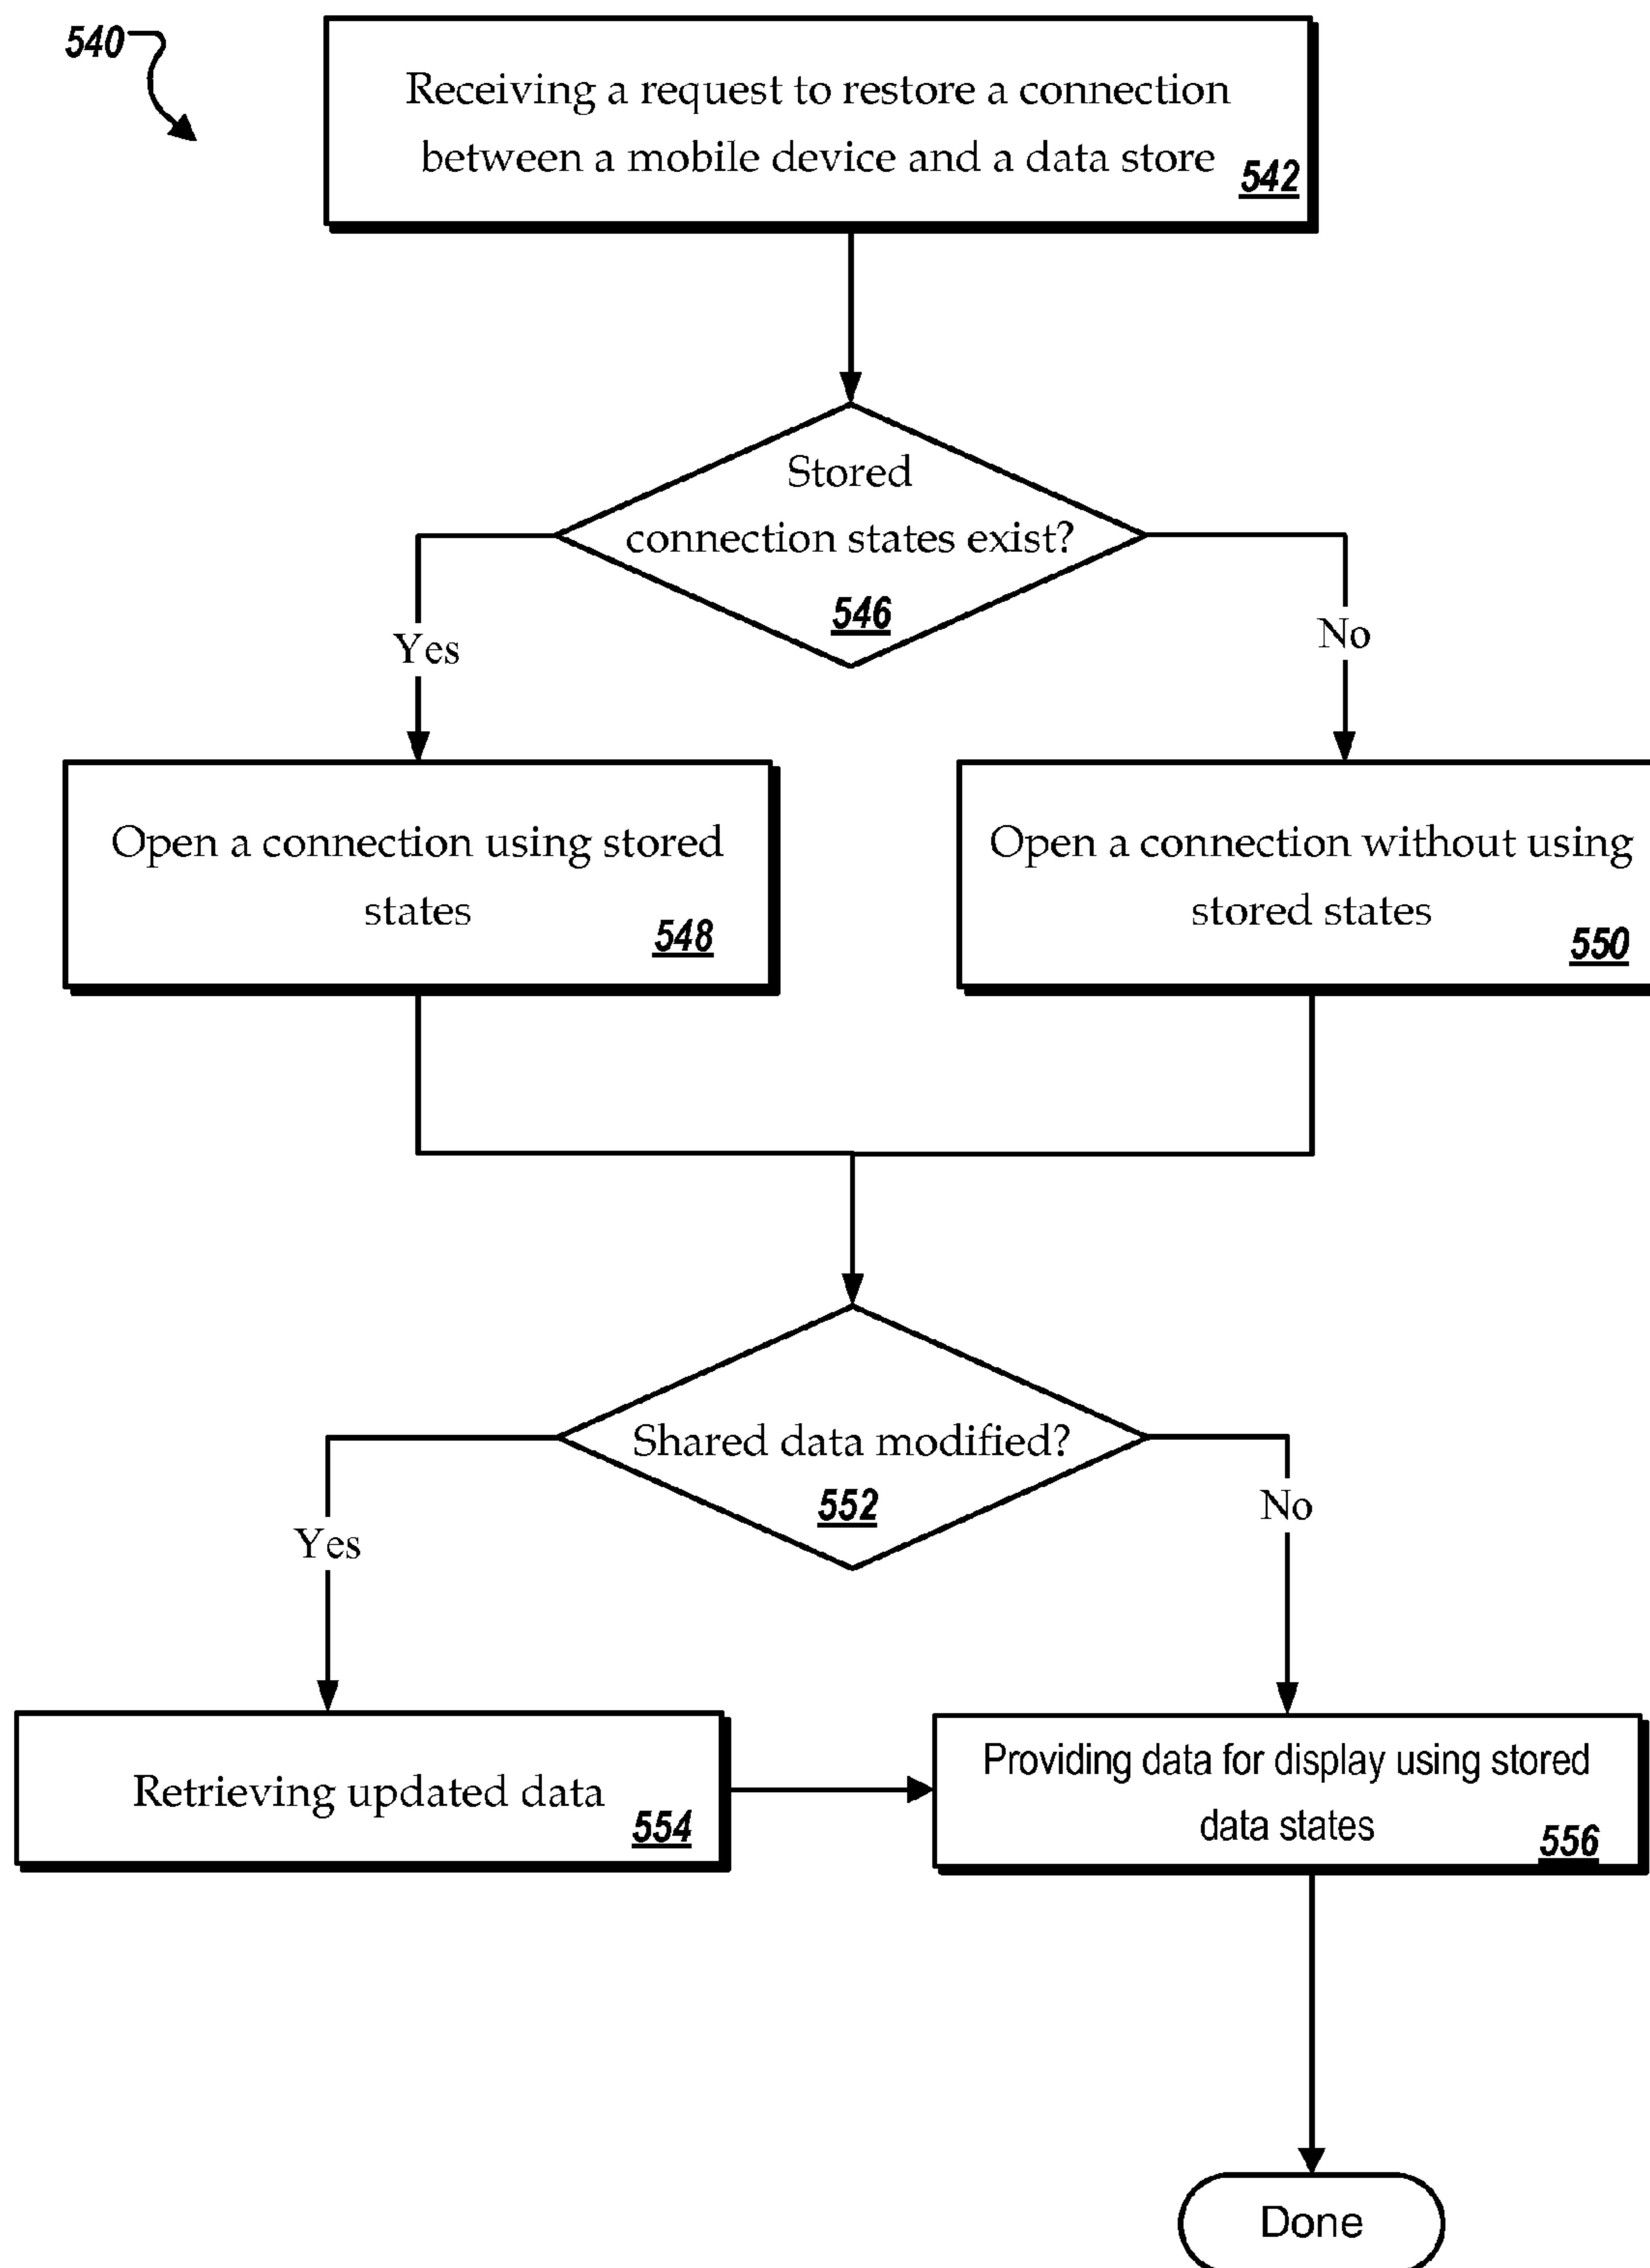 540
Receiving a request to restore a connection
between a mobile device and a data store
542
Stored
connection states exist?
546
Yes
No
Open a connection using stored
states
548
Open a connection without using
stored states
550
Shared data modified?
552
Yes
No
Retrieving updated data
554
Providing data for display using stored
data states
556
Done